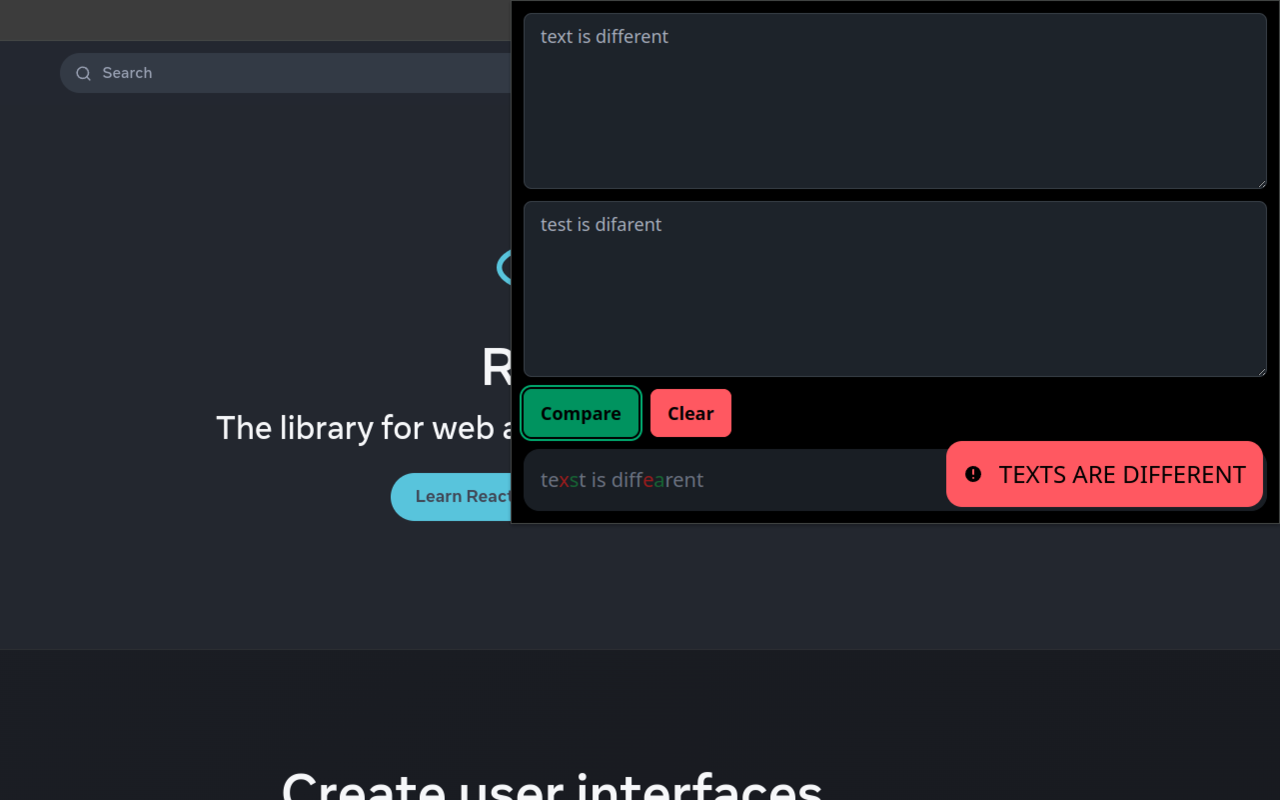 Search
text is different
test is difarent
R
The library for web a
Learn React
Compare
Clear
texst is diffearent
TEXTS ARE DIFFERENT
Create user interfaces